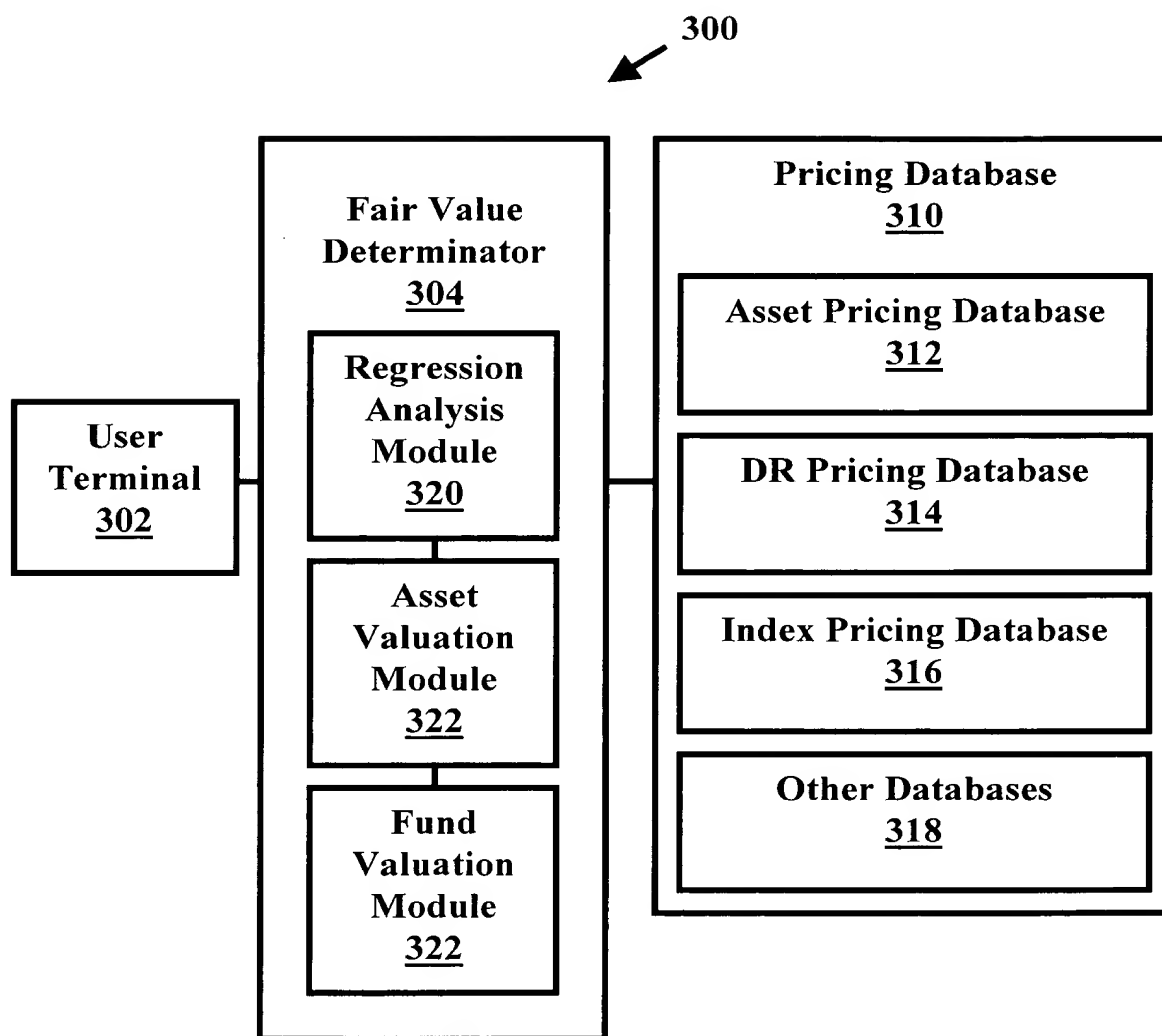 300
User
Terminal
302
Fair Value
Determinator
304
Regression
Analysis
Module
320
Asset
Valuation
Module
322
Fund
Valuation
Module
322
Pricing Database
310
Asset Pricing Database
312
DR Pricing Database
314
Index Pricing Database
316
Other Databases
318